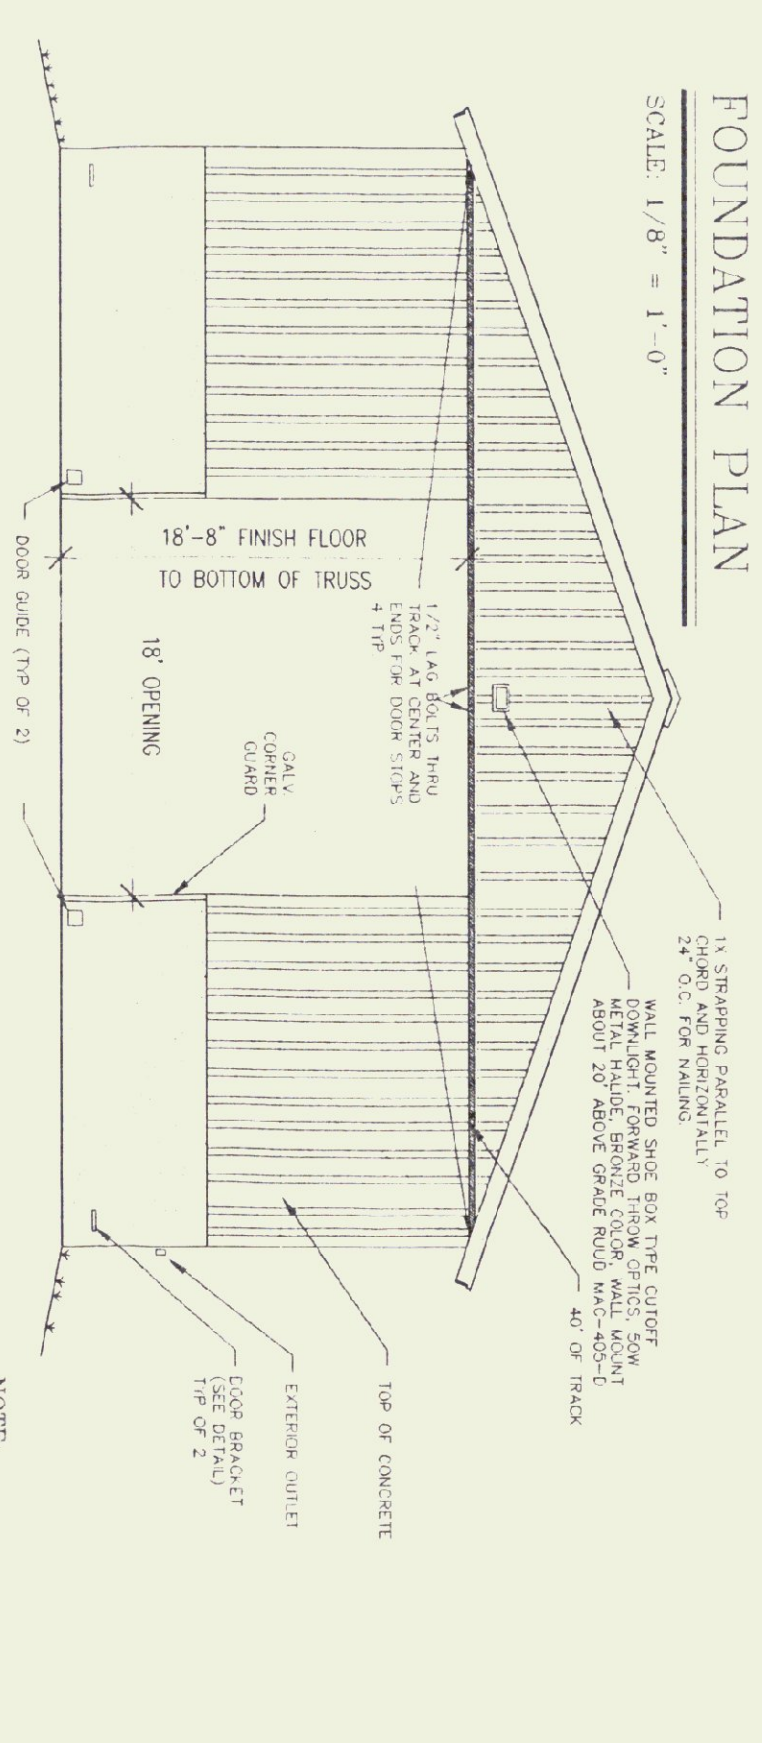 FOUNDATION PLAN
SCALE: 1/8" = 1'-0"
1X STRAPPING PARALLEL TO TOP
CHORD AND HORIZONTALLY
24" O.C. FOR NAILING.
WALL MOUNTED SHOE BOX TYPE CUTOFF
DOWNLIGHT. FORWARD THROW OPTICS, 50W
METAL HALIDE, BRONZE COLOR, WALL MOUNT
ABOUT 20' ABOVE GRADE RUUD MAC-405-D
40' OF TRACK
1/2" LAG BOLTS THRU
TRACK AT CENTER AND
ENDS FOR DOOR STOPS
4 TYP
18'-8" FINISH FLOOR
TO BOTTOM OF TRUSS
TOP OF CONCRETE
GALV.
CORNER
GUARD
EXTERIOR OUTLET
18' OPENING
DOOR BRACKET
(SEE DETAIL)
TYP OF 2
DOOR GUIDE (TYP OF 2)
NOTE